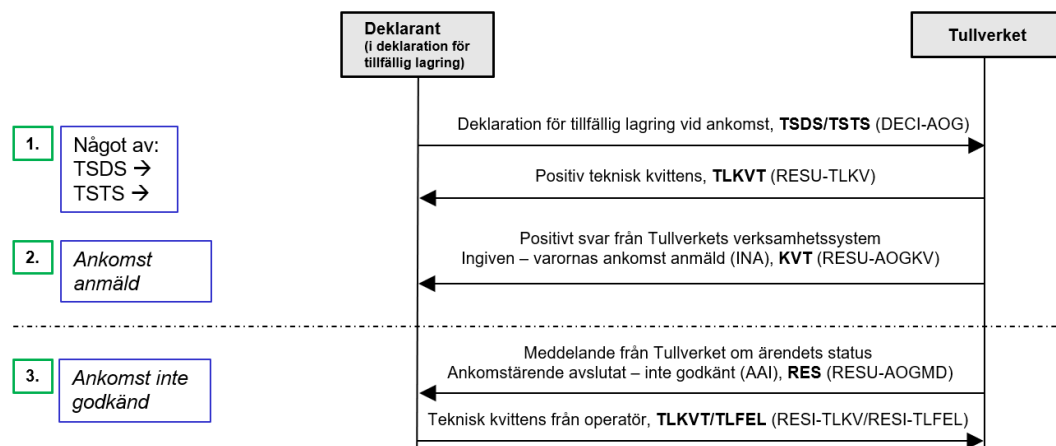 Deklarant
(i deklaration för
tillfällig lagring)
Tullverket
1.
Något av:
TSDS →
TSTS →
Deklaration för tillfällig lagring vid ankomst, TSDS/TSTS (DECI-AOG)
Positiv teknisk kvittens, TLKVT (RESU-TLKV)
2.
Ankomst
anmäld
Positivt svar från Tullverkets verksamhetssystem
Ingiven – varornas ankomst anmäld (INA), KVT (RESU-AOGKV)
3.
Ankomst inte
godkänd
Meddelande från Tullverket om ärendets status
Ankomstärende avslutat – inte godkänt (AAI), RES (RESU-AOGMD)
Teknisk kvittens från operatör, TLKVT/TLFEL (RESI-TLKV/RESI-TLFEL)